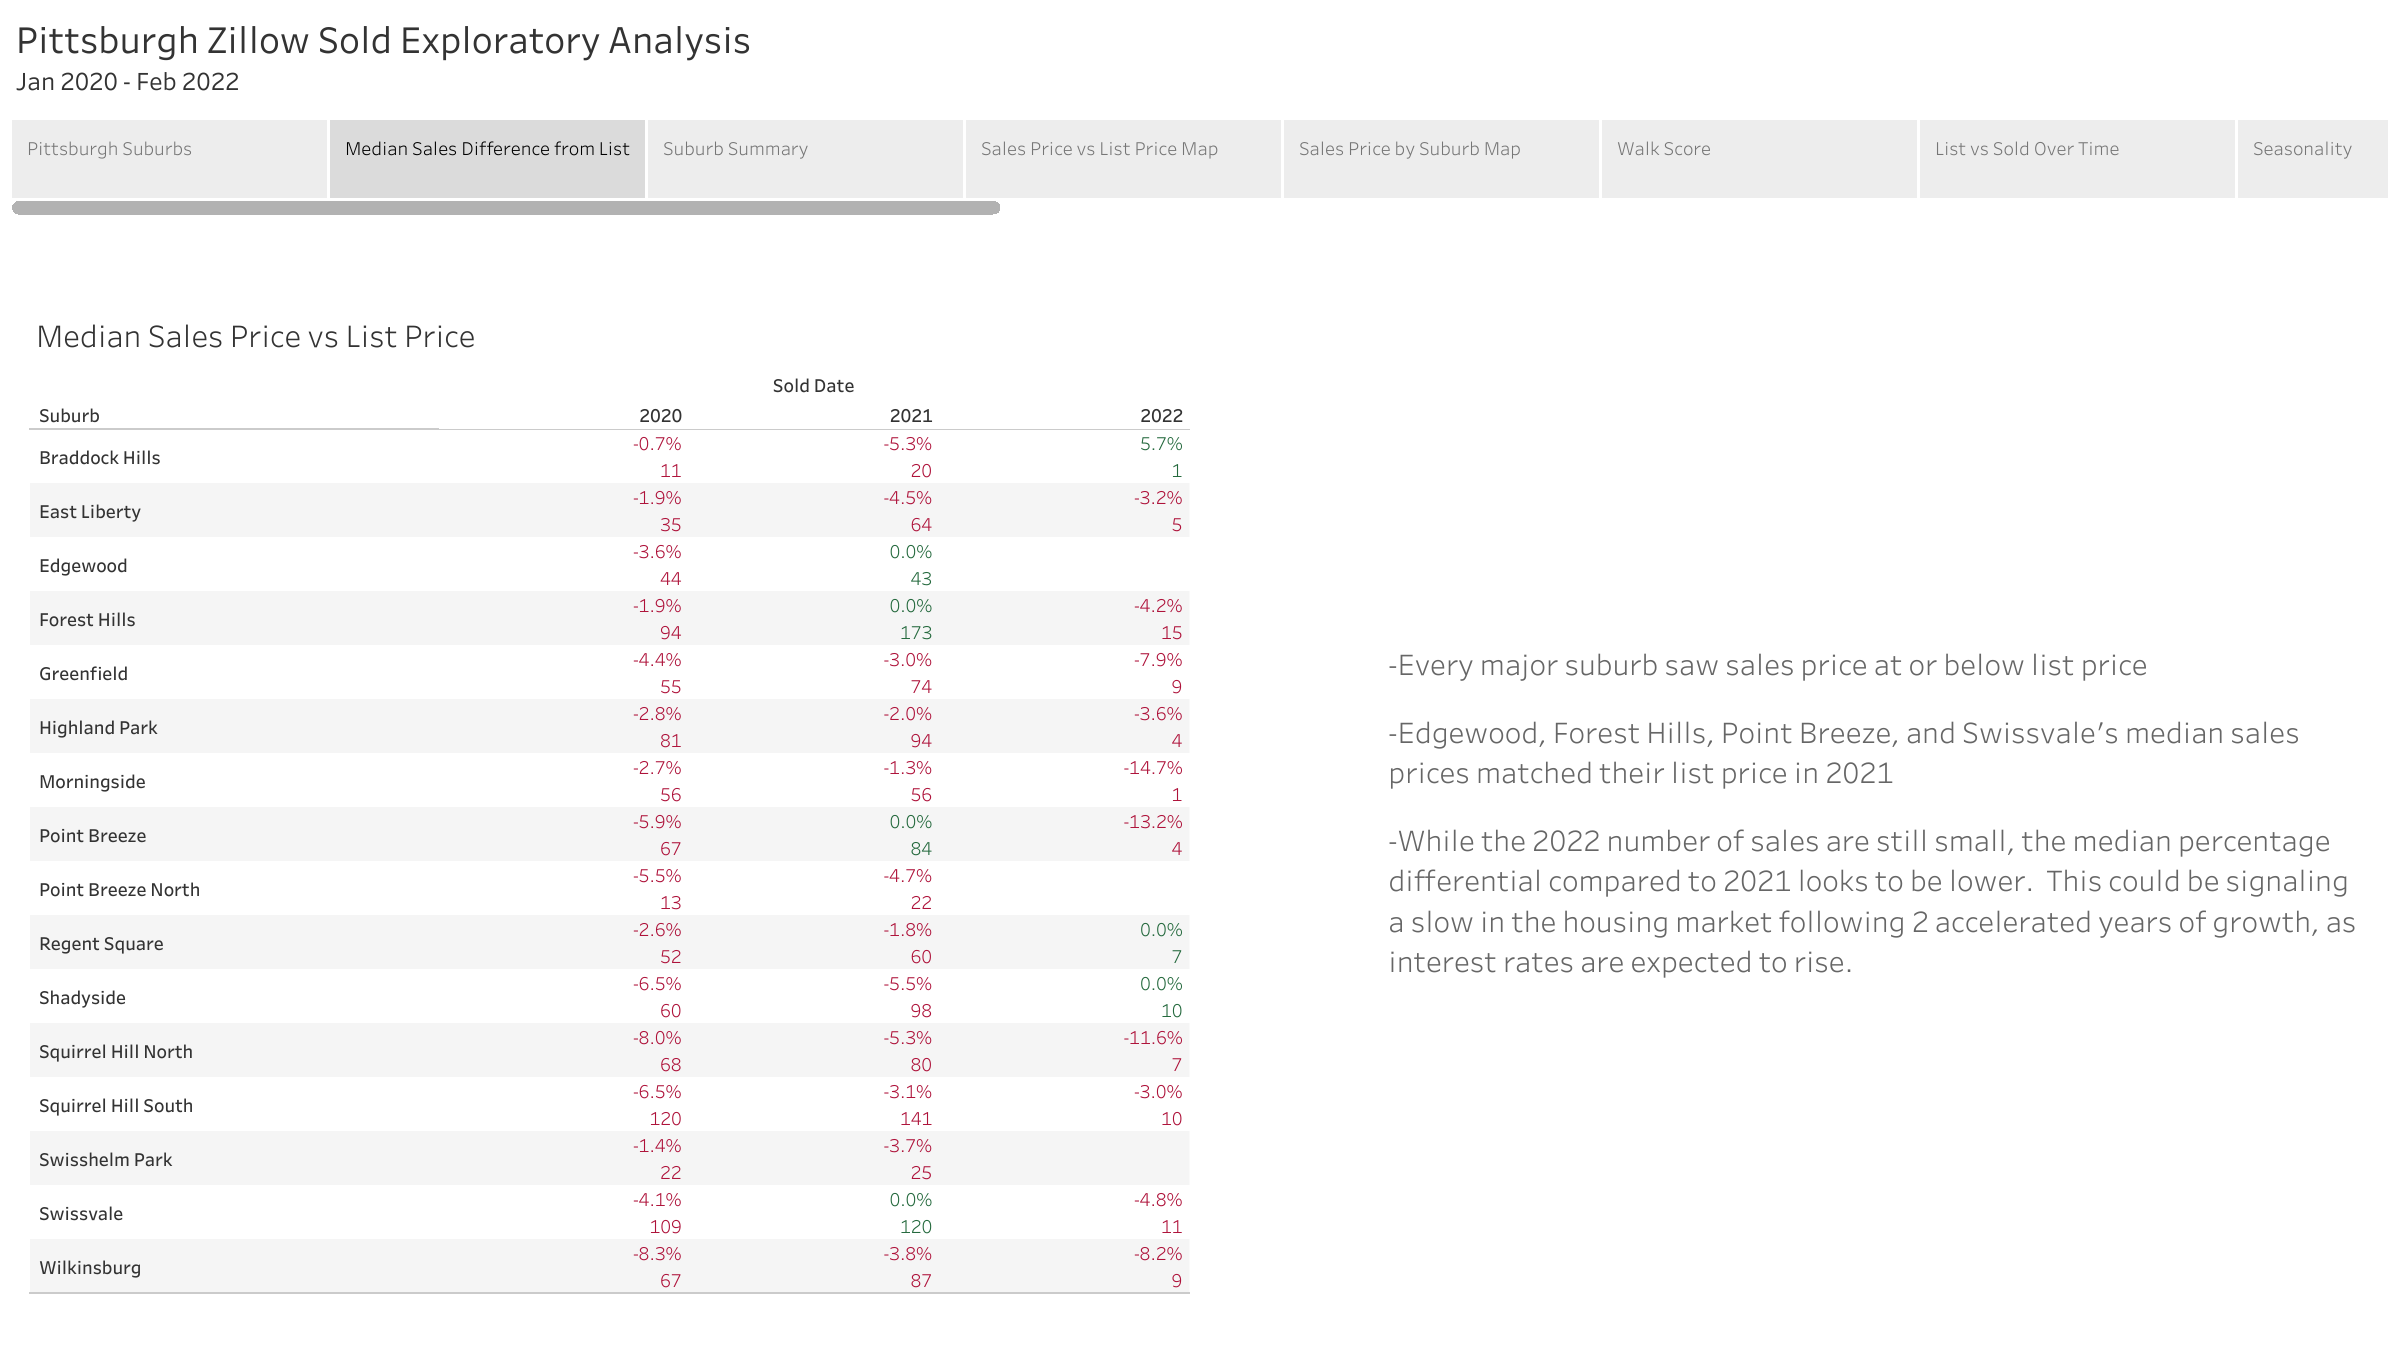 Pittsburgh Zillow Sold Exploratory Analysis
Jan 2020 - Feb 2022
Pittsburgh Suburbs
Median Sales Difference from List
Suburb Summary
Sales Price vs List Price Map
Sales Price by Suburb Map
Walk Score
List vs Sold Over Time
Seasonality
Median Sales Price vs List Price
Sold Date
Suburb 2020 2021 2022
Braddock Hills
-0.7% -5.3% 5.7%
11 20 1
East Liberty
-1.9% -4.5% -3.2%
35 64 5
Edgewood
-3.6% 0.0%
44 43
Forest Hills
-1.9% 0.0% -4.2%
94 173 15
Greenfield
-4.4% -3.0% -7.9%
55 74 9
Highland Park
-2.8% -2.0% -3.6%
81 94 4
Morningside
-2.7% -1.3% -14.7%
56 56 1
Point Breeze
-5.9% 0.0% -13.2%
67 84 4
Point Breeze North
-5.5% -4.7%
13 22
Regent Square
-2.6% -1.8% 0.0%
52 60 7
Shadyside
-6.5% -5.5% 0.0%
60 98 10
Squirrel Hill North
-8.0% -5.3% -11.6%
68 80 7
Squirrel Hill South
-6.5% -3.1% -3.0%
120 141 10
Swisshelm Park
-1.4% -3.7%
22 25
Swissvale
-4.1% 0.0% -4.8%
109 120 11
Wilkinsburg
-8.3% -3.8% -8.2%
67 87 9
-Every major suburb saw sales price at or below list price
-Edgewood, Forest Hills, Point Breeze, and Swissvale's median sales
prices matched their list price in 2021
-While the 2022 number of sales are still small, the median percentage
differential compared to 2021 looks to be lower.  This could be signaling
a slow in the housing market following 2 accelerated years of growth, as
interest rates are expected to rise.